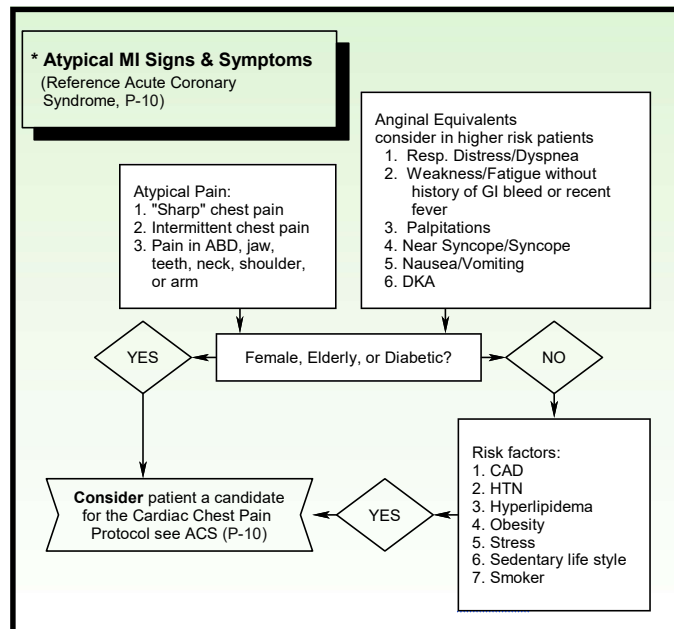 * Atypical MI Signs & Symptoms
(Reference Acute Coronary
Syndrome, P-10)
Anginal Equivalents
consider in higher risk patients
1. Resp. Distress/Dyspnea
2. Weakness/Fatigue without
history of GI bleed or recent
fever
3. Palpitations
4. Near Syncope/Syncope
5. Nausea/Vomiting
6. DKA
Atypical Pain:
1. "Sharp" chest pain
2. Intermittent chest pain
3. Pain in ABD, jaw,
teeth, neck, shoulder,
or arm
YES
Female, Elderly, or Diabetic?
NO
Risk factors:
1. CAD
2. HTN
3. Hyperlipidema
4. Obesity
5. Stress
6. Sedentary life style
7. Smoker
YES
Consider patient a candidate
for the Cardiac Chest Pain
Protocol see ACS (P-10)